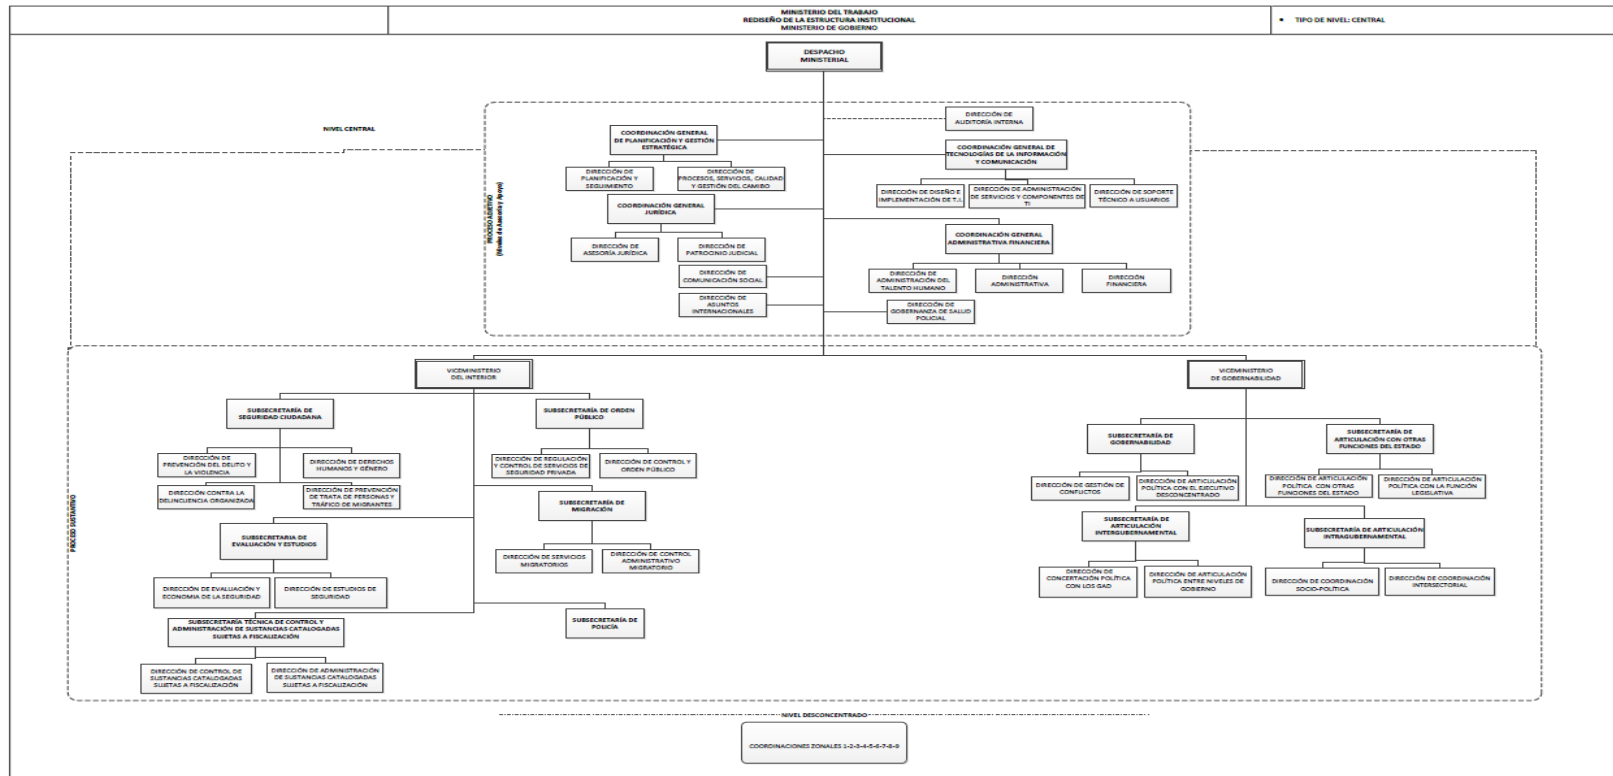 MINISTERIO DEL TRABAJO
REDISEÑO DE LA ESTRUCTURA INSTITUCIONAL
MINISTERIO DE GOBIERNO
• TIPO DE NIVEL: CENTRAL
DESPACHO
MINISTERIAL
NIVEL CENTRAL
PROCESO ADJETIVO
(Niveles de Asesoría y Apoyo)
DIRECCIÓN DE
AUDITORÍA INTERNA
COORDINACIÓN GENERAL
DE PLANIFICACIÓN Y GESTIÓN
ESTRATÉGICA
COORDINACIÓN GENERAL DE
TECNOLOGÍAS DE LA INFORMACIÓN
Y COMUNICACIÓN
DIRECCIÓN DE
PLANIFICACIÓN Y
SEGUIMIENTO
DIRECCIÓN DE
PROCESOS, SERVICIOS, CALIDAD
Y GESTIÓN DEL CAMIBO
DIRECCIÓN DE DISEÑO E
IMPLEMENTACIÓN DE T.I.
DIRECCIÓN DE ADMINISTRACIÓN
DE SERVICIOS Y COMPONENTES DE
TI
DIRECCIÓN DE SOPORTE
TÉCNICO A USUARIOS
COORDINACIÓN GENERAL
JURÍDICA
COORDINACIÓN GENERAL
ADMINISTRATIVA FINANCIERA
DIRECCIÓN DE
ASESORÍA JURÍDICA
DIRECCIÓN DE
PATROCINIO JUDICIAL
DIRECCIÓN DE
ADMINISTRACIÓN DEL
TALENTO HUMANO
DIRECCIÓN
ADMINISTRATIVA
DIRECCIÓN
FINANCIERA
DIRECCIÓN DE
COMUNICACIÓN SOCIAL
DIRECCIÓN DE
ASUNTOS
INTERNACIONALES
DIRECCIÓN DE
GOBERNANZA DE SALUD
POLICIAL
PROCESO SUSTANTIVO
VICEMINISTERIO
DEL INTERIOR
VICEMINISTERIO
DE GOBERNABILIDAD
SUBSECRETARÍA DE
SEGURIDAD CIUDADANA
SUBSECRETARÍA DE ORDEN
PÚBLICO
DIRECCIÓN DE
PREVENCIÓN DEL DELITO Y
LA VIOLENCIA
DIRECCIÓN DE DERECHOS
HUMANOS Y GÉNERO
DIRECCIÓN DE REGULACIÓN
Y CONTROL DE SERVICIOS DE
SEGURIDAD PRIVADA
DIRECCIÓN DE CONTROL Y
ORDEN PÚBLICO
DIRECCIÓN CONTRA LA
DELINCUENCIA ORGANIZADA
DIRECCIÓN DE PREVENCIÓN
DE TRATA DE PERSONAS Y
TRÁFICO DE MIGRANTES
SUBSECRETARÍA DE
MIGRACIÓN
SUBSECRETARIA DE
EVALUACIÓN Y ESTUDIOS
DIRECCIÓN DE SERVICIOS
MIGRATORIOS
DIRECCIÓN DE CONTROL
ADMINISTRATIVO
MIGRATORIO
DIRECCIÓN DE EVALUACIÓN Y
ECONOMIA DE LA SEGURIDAD
DIRECCIÓN DE ESTUDIOS DE
SEGURIDAD
SUBSECRETARÍA TÉCNICA DE CONTROL Y
ADMINISTRACIÓN DE SUSTANCIAS CATALOGADAS
SUJETAS A FISCALIZACIÓN
SUBSECRETARÍA DE
POLICÍA
DIRECCIÓN DE CONTROL DE
SUSTANCIAS CATALOGADAS
SUJETAS A FISCALIZACIÓN
DIRECCIÓN DE ADMINISTRACIÓN
DE SUSTANCIAS CATALOGADAS
SUJETAS A FISCALIZACIÓN
SUBSECRETARÍA DE
GOBERNABILIDAD
SUBSECRETARÍA DE
ARTICULACIÓN CON OTRAS
FUNCIONES DEL ESTADO
DIRECCIÓN DE GESTIÓN DE
CONFLICTOS
DIRECCIÓN DE ARTICULACIÓN
POLÍTICA CON EL EJECUTIVO
DESCONCENTRADO
DIRECCIÓN DE ARTICULACIÓN
POLÍTICA CON OTRAS
FUNCIONES DEL ESTADO
DIRECCIÓN DE ARTICULACIÓN
POLÍTICA CON LA FUNCIÓN
LEGISLATIVA
SUBSECRETARÍA DE
ARTICULACIÓN
INTERGUBERNAMENTAL
SUBSECRETARÍA DE ARTICULACIÓN
INTRAGUBERNAMENTAL
DIRECCIÓN DE
CONCERTACIÓN POLÍTICA
CON LOS GAD
DIRECCIÓN DE ARTICULACIÓN
POLÍTICA ENTRE NIVELES DE
GOBIERNO
DIRECCIÓN DE COORDINACIÓN
SOCIO-POLÍTICA
DIRECCIÓN DE COORDINACIÓN
INTERSECTORIAL
NIVEL DESCONCENTRADO
COORDINACIONES ZONALES 1-2-3-4-5-6-7-8-9